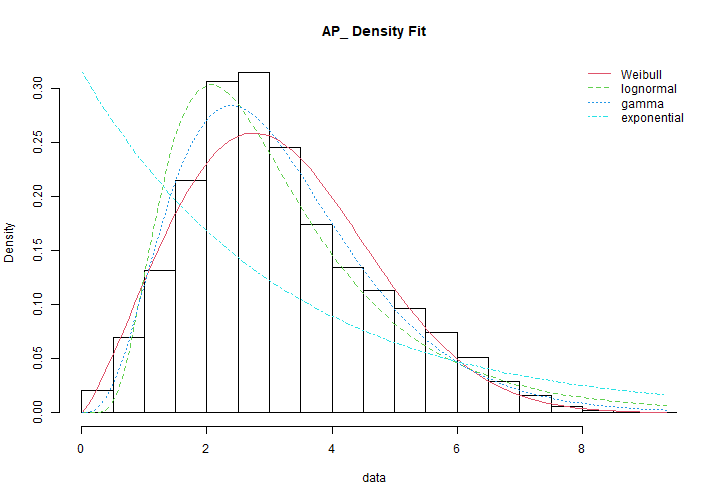 AP_ Density Fit
Weibull
lognormal
gamma
exponential
Density
0.30
0.25
0.20
0.15
0.10
0.05
0.00
0 2 4 6 8
data